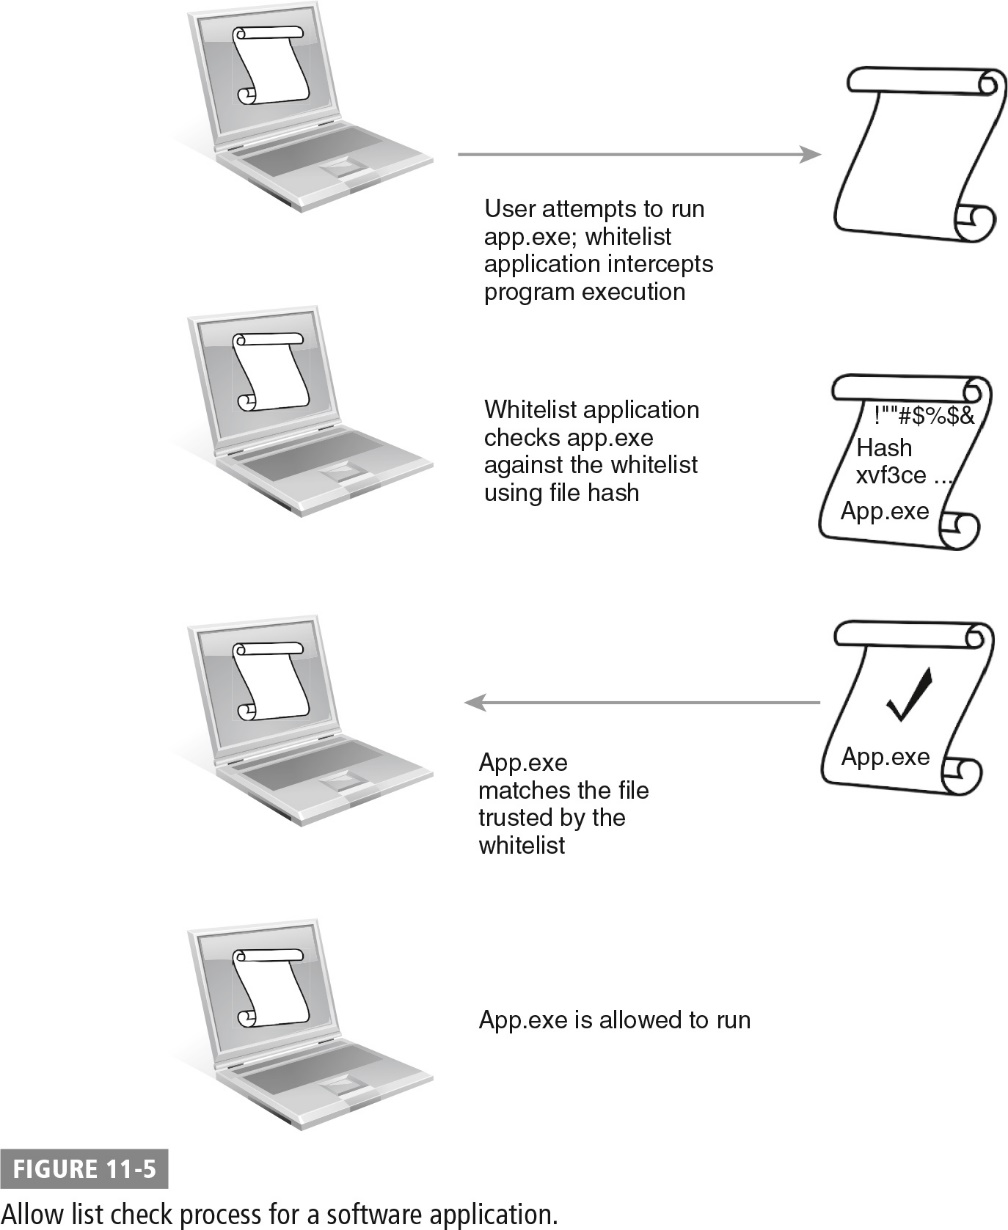 User attempts to run
app.exe; whitelist
application intercepts
program execution
Whitelist application
checks app.exe
against the whitelist
using file hash
!""#$%$&
Hash
xvf3ce ...
App.exe
App.exe
matches the file
trusted by the
whitelist
App.exe
App.exe is allowed to run
FIGURE 11-5
Allow list check process for a software application.